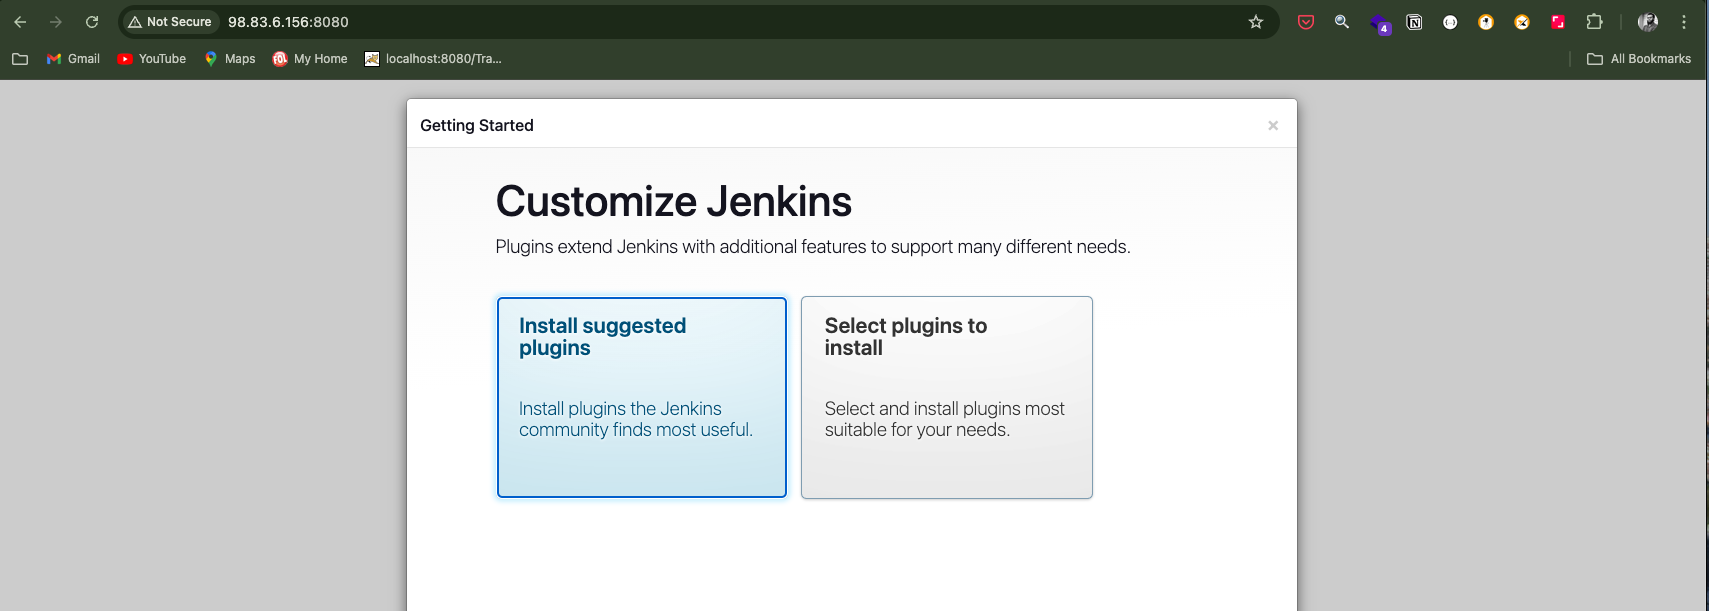 Not Secure 98.83.6.156:8080
4
Gmail YouTube Maps FOL My Home localhost:8080/Tra... All Bookmarks
Getting Started ×
Customize Jenkins
Plugins extend Jenkins with additional features to support many different needs.
Install suggested
plugins
Install plugins the Jenkins
community finds most useful.
Select plugins to
install
Select and install plugins most
suitable for your needs.